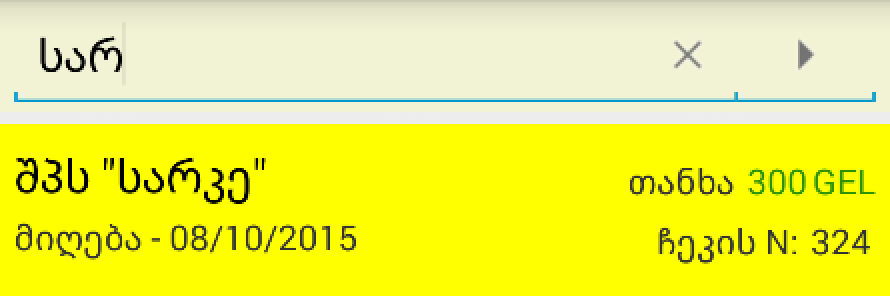 სარ
შპს "სარკე"
თანხა 300 GEL
მიღება - 08/10/2015
ჩეკის N: 324